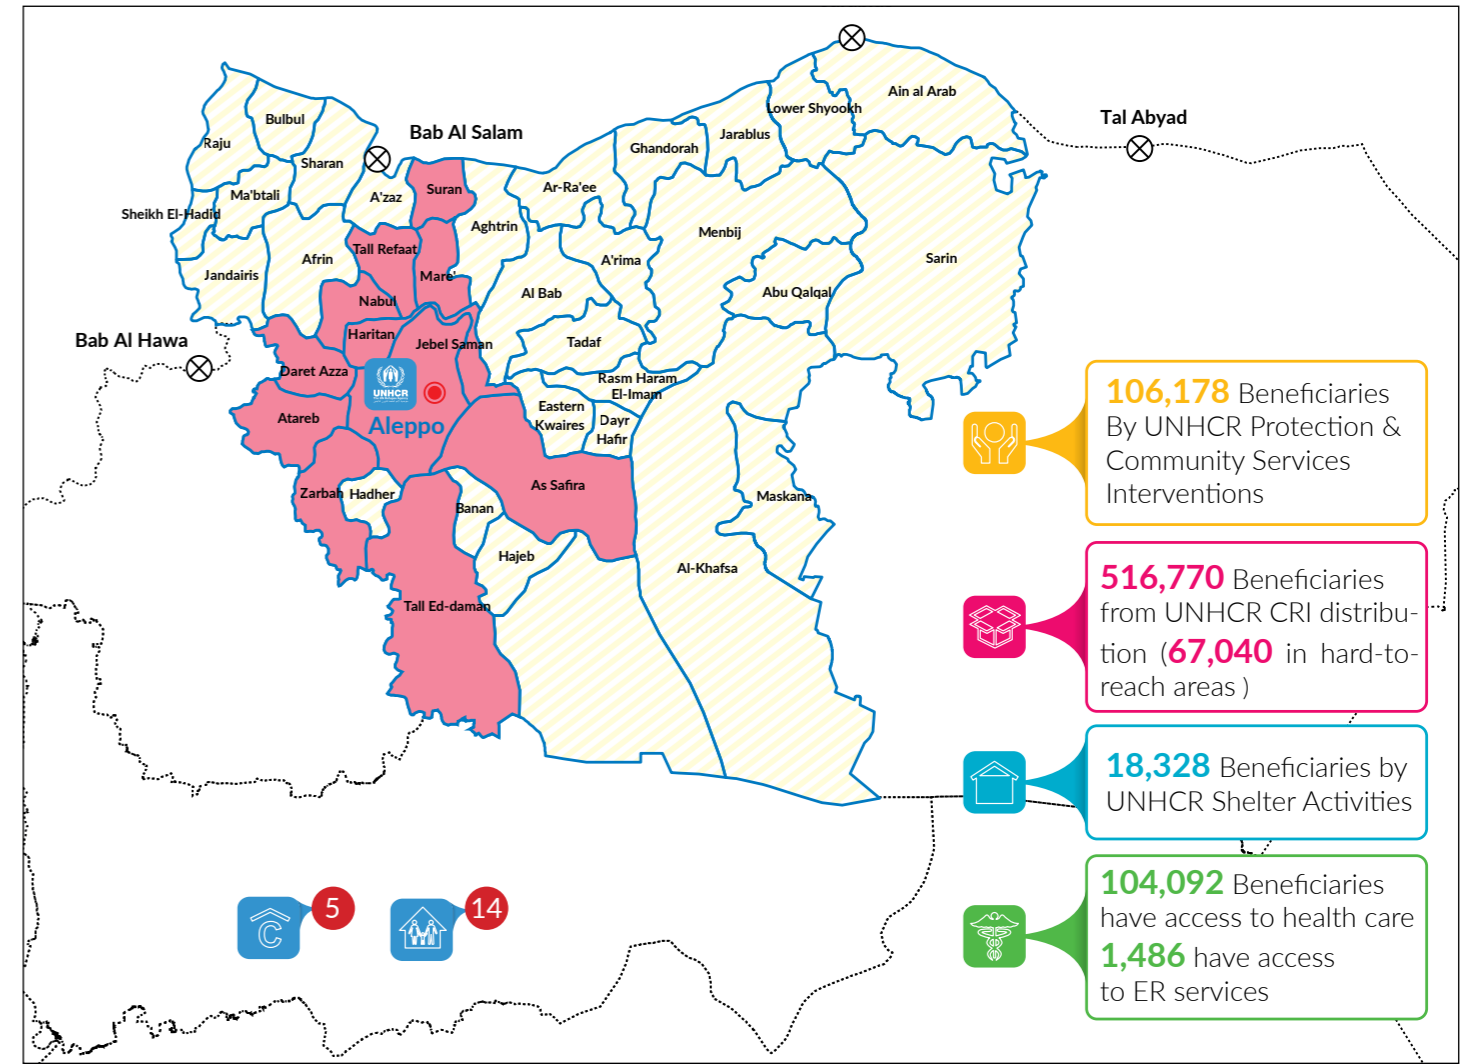 Ain al Arab
Lower Shyookh
Tal Abyad
Bulbul
Bab Al Salam
Jarablus
Raju
Ghandorah
Sharan
Ma'btali
A'zaz
Suran
Ar-Ra'ee
Sheikh El-Hadid
Aghtrin
Menbij
Tall Refaat
Afrin
A'rima
Sarin
Jandairis
Mare'
Al Bab
Abu Qalqal
Nabul
Haritan
Bab Al Hawa
Jebel Saman
Tadaf
Daret Azza
Rasm Haram
El-Imam
UNHCR
Eastern
Kwaires
Dayr
Hafir
Atareb
Aleppo
As Safira
Zarbah
Hadher
Banan
Maskana
Hajeb
Al-Khafsa
Tall Ed-daman
106,178 Beneficiaries
By UNHCR Protection &
Community Services
Interventions
516,770 Beneficiaries
from UNHCR CRI distribu-
tion (67,040 in hard-to-
reach areas )
18,328 Beneficiaries by
UNHCR Shelter Activities
104,092 Beneficiaries
have access to health care
1,486 have access
to ER services
C
5
14